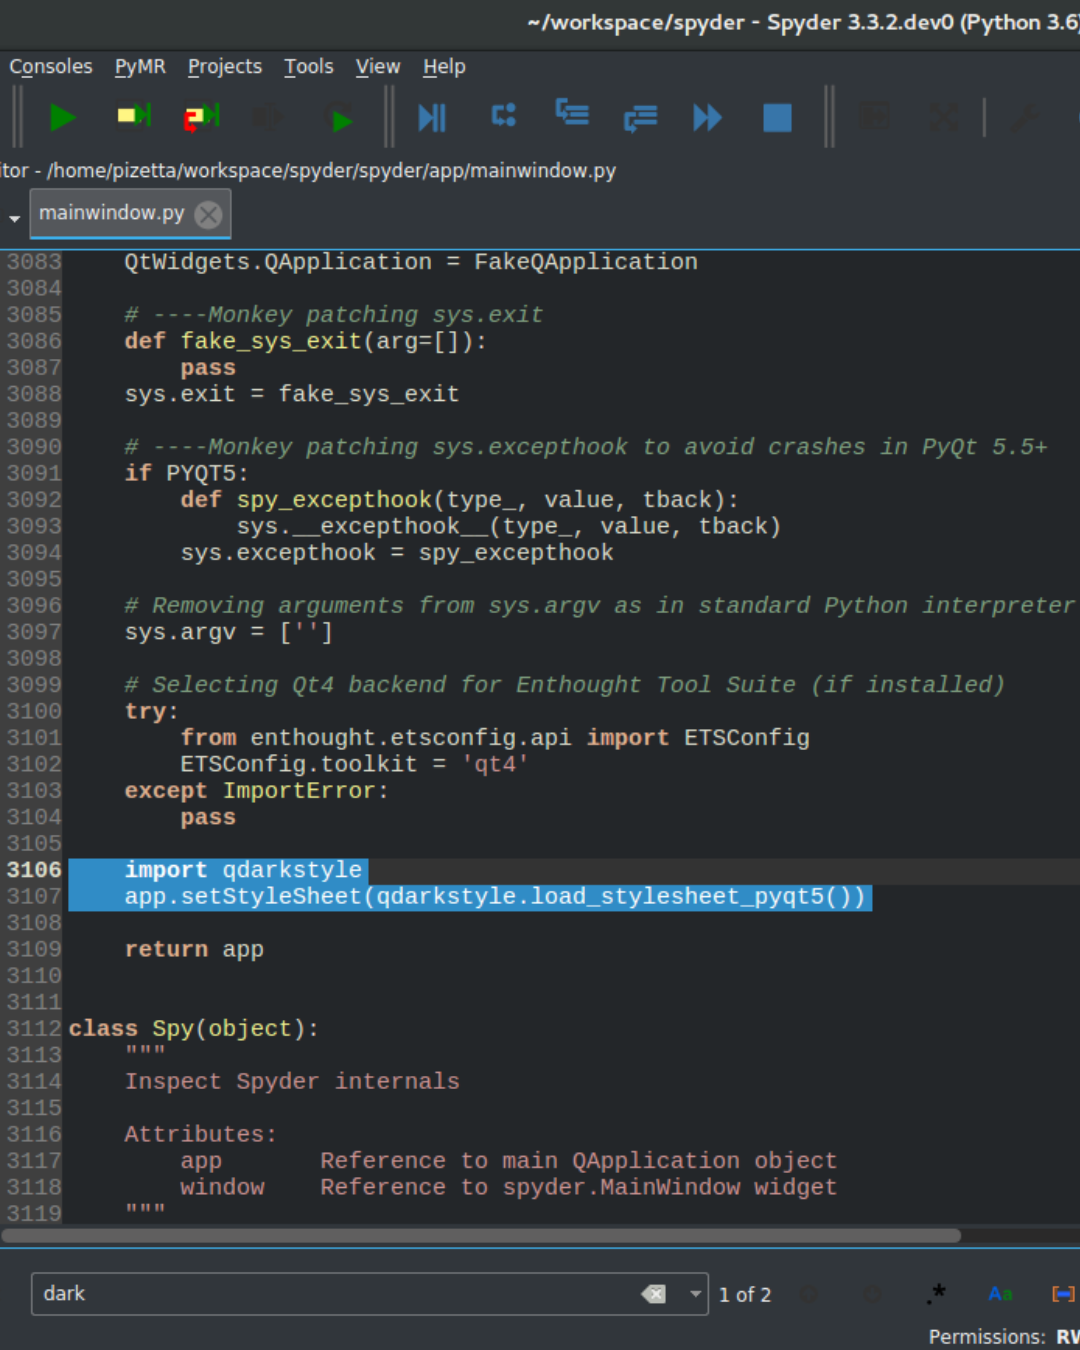 ~/workspace/spyder - Spyder 3.3.2.dev0 (Python 3.6)
Consoles PyMR Projects Tools View Help
itor - /home/pizetta/workspace/spyder/spyder/app/mainwindow.py
mainwindow.py
3083     QtWidgets.QApplication = FakeQApplication
3084
3085     # ----Monkey patching sys.exit
3086     def fake_sys_exit(arg=[]):
3087         pass
3088     sys.exit = fake_sys_exit
3089
3090     # ----Monkey patching sys.excepthook to avoid crashes in PyQt 5.5+
3091     if PYQT5:
3092         def spy_excepthook(type_, value, tback):
3093             sys.__excepthook__(type_, value, tback)
3094         sys.excepthook = spy_excepthook
3095
3096     # Removing arguments from sys.argv as in standard Python interpreter
3097     sys.argv = ['']
3098
3099     # Selecting Qt4 backend for Enthought Tool Suite (if installed)
3100     try:
3101         from enthought.etsconfig.api import ETSConfig
3102         ETSConfig.toolkit = 'qt4'
3103     except ImportError:
3104         pass
3105
3106     import qdarkstyle
3107     app.setStyleSheet(qdarkstyle.load_stylesheet_pyqt5())
3108
3109     return app
3110
3111
3112 class Spy(object):
3113     """
3114     Inspect Spyder internals
3115
3116     Attributes:
3117         app       Reference to main QApplication object
3118         window    Reference to spyder.MainWindow widget
3119     """
dark 1 of 2 .* Aa [-]
Permissions: RW